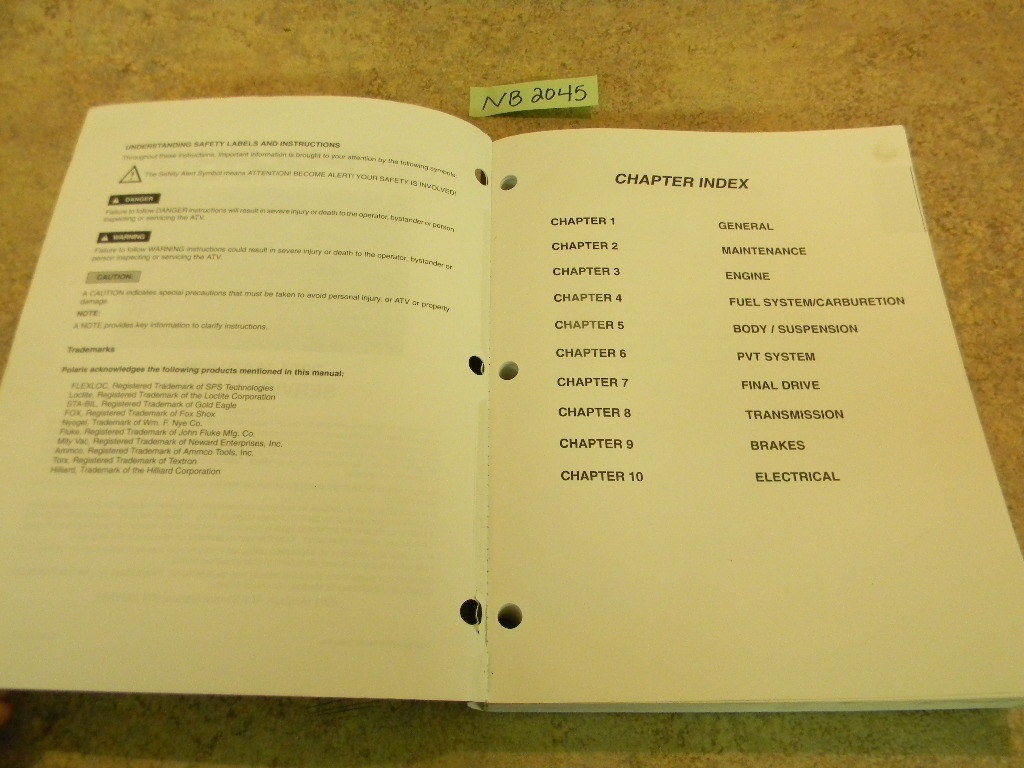 NB 2045
UNDERSTANDING SAFETY LABELS AND INSTRUCTIONS
Throughout these instructions, important information is brought to your attention by the following symbols:
The Safety Alert Symbol means ATTENTION! BECOME ALERT! YOUR SAFETY IS INVOLVED!
DANGER
Failure to follow DANGER instructions will result in severe injury or death to the operator, bystander or person
inspecting or servicing the ATV.
WARNING
Failure to follow WARNING instructions could result in severe injury or death to the operator, bystander or
person inspecting or servicing the ATV.
CAUTION:
A CAUTION indicates special precautions that must be taken to avoid personal injury, or ATV or property
damage.
NOTE:
A NOTE provides key information to clarify instructions.
Trademarks
Polaris acknowledges the following products mentioned in this manual:
FLEXLOC, Registered Trademark of SPS Technologies
Loctite, Registered Trademark of the Loctite Corporation
STA-BIL, Registered Trademark of Gold Eagle
FOX, Registered Trademark of Fox Shox
Nyogel, Trademark of Wm. F. Nye Co.
Fluke, Registered Trademark of John Fluke Mfg. Co.
Mity Vac, Registered Trademark of Neward Enterprises, Inc.
Ammco, Registered Trademark of Ammco Tools, Inc.
Torx, Registered Trademark of Textron
Hilliard, Trademark of the Hilliard Corporation
CHAPTER INDEX
CHAPTER 1 GENERAL
CHAPTER 2 MAINTENANCE
CHAPTER 3 ENGINE
CHAPTER 4 FUEL SYSTEM/CARBURETION
CHAPTER 5 BODY / SUSPENSION
CHAPTER 6 PVT SYSTEM
CHAPTER 7 FINAL DRIVE
CHAPTER 8 TRANSMISSION
CHAPTER 9 BRAKES
CHAPTER 10 ELECTRICAL